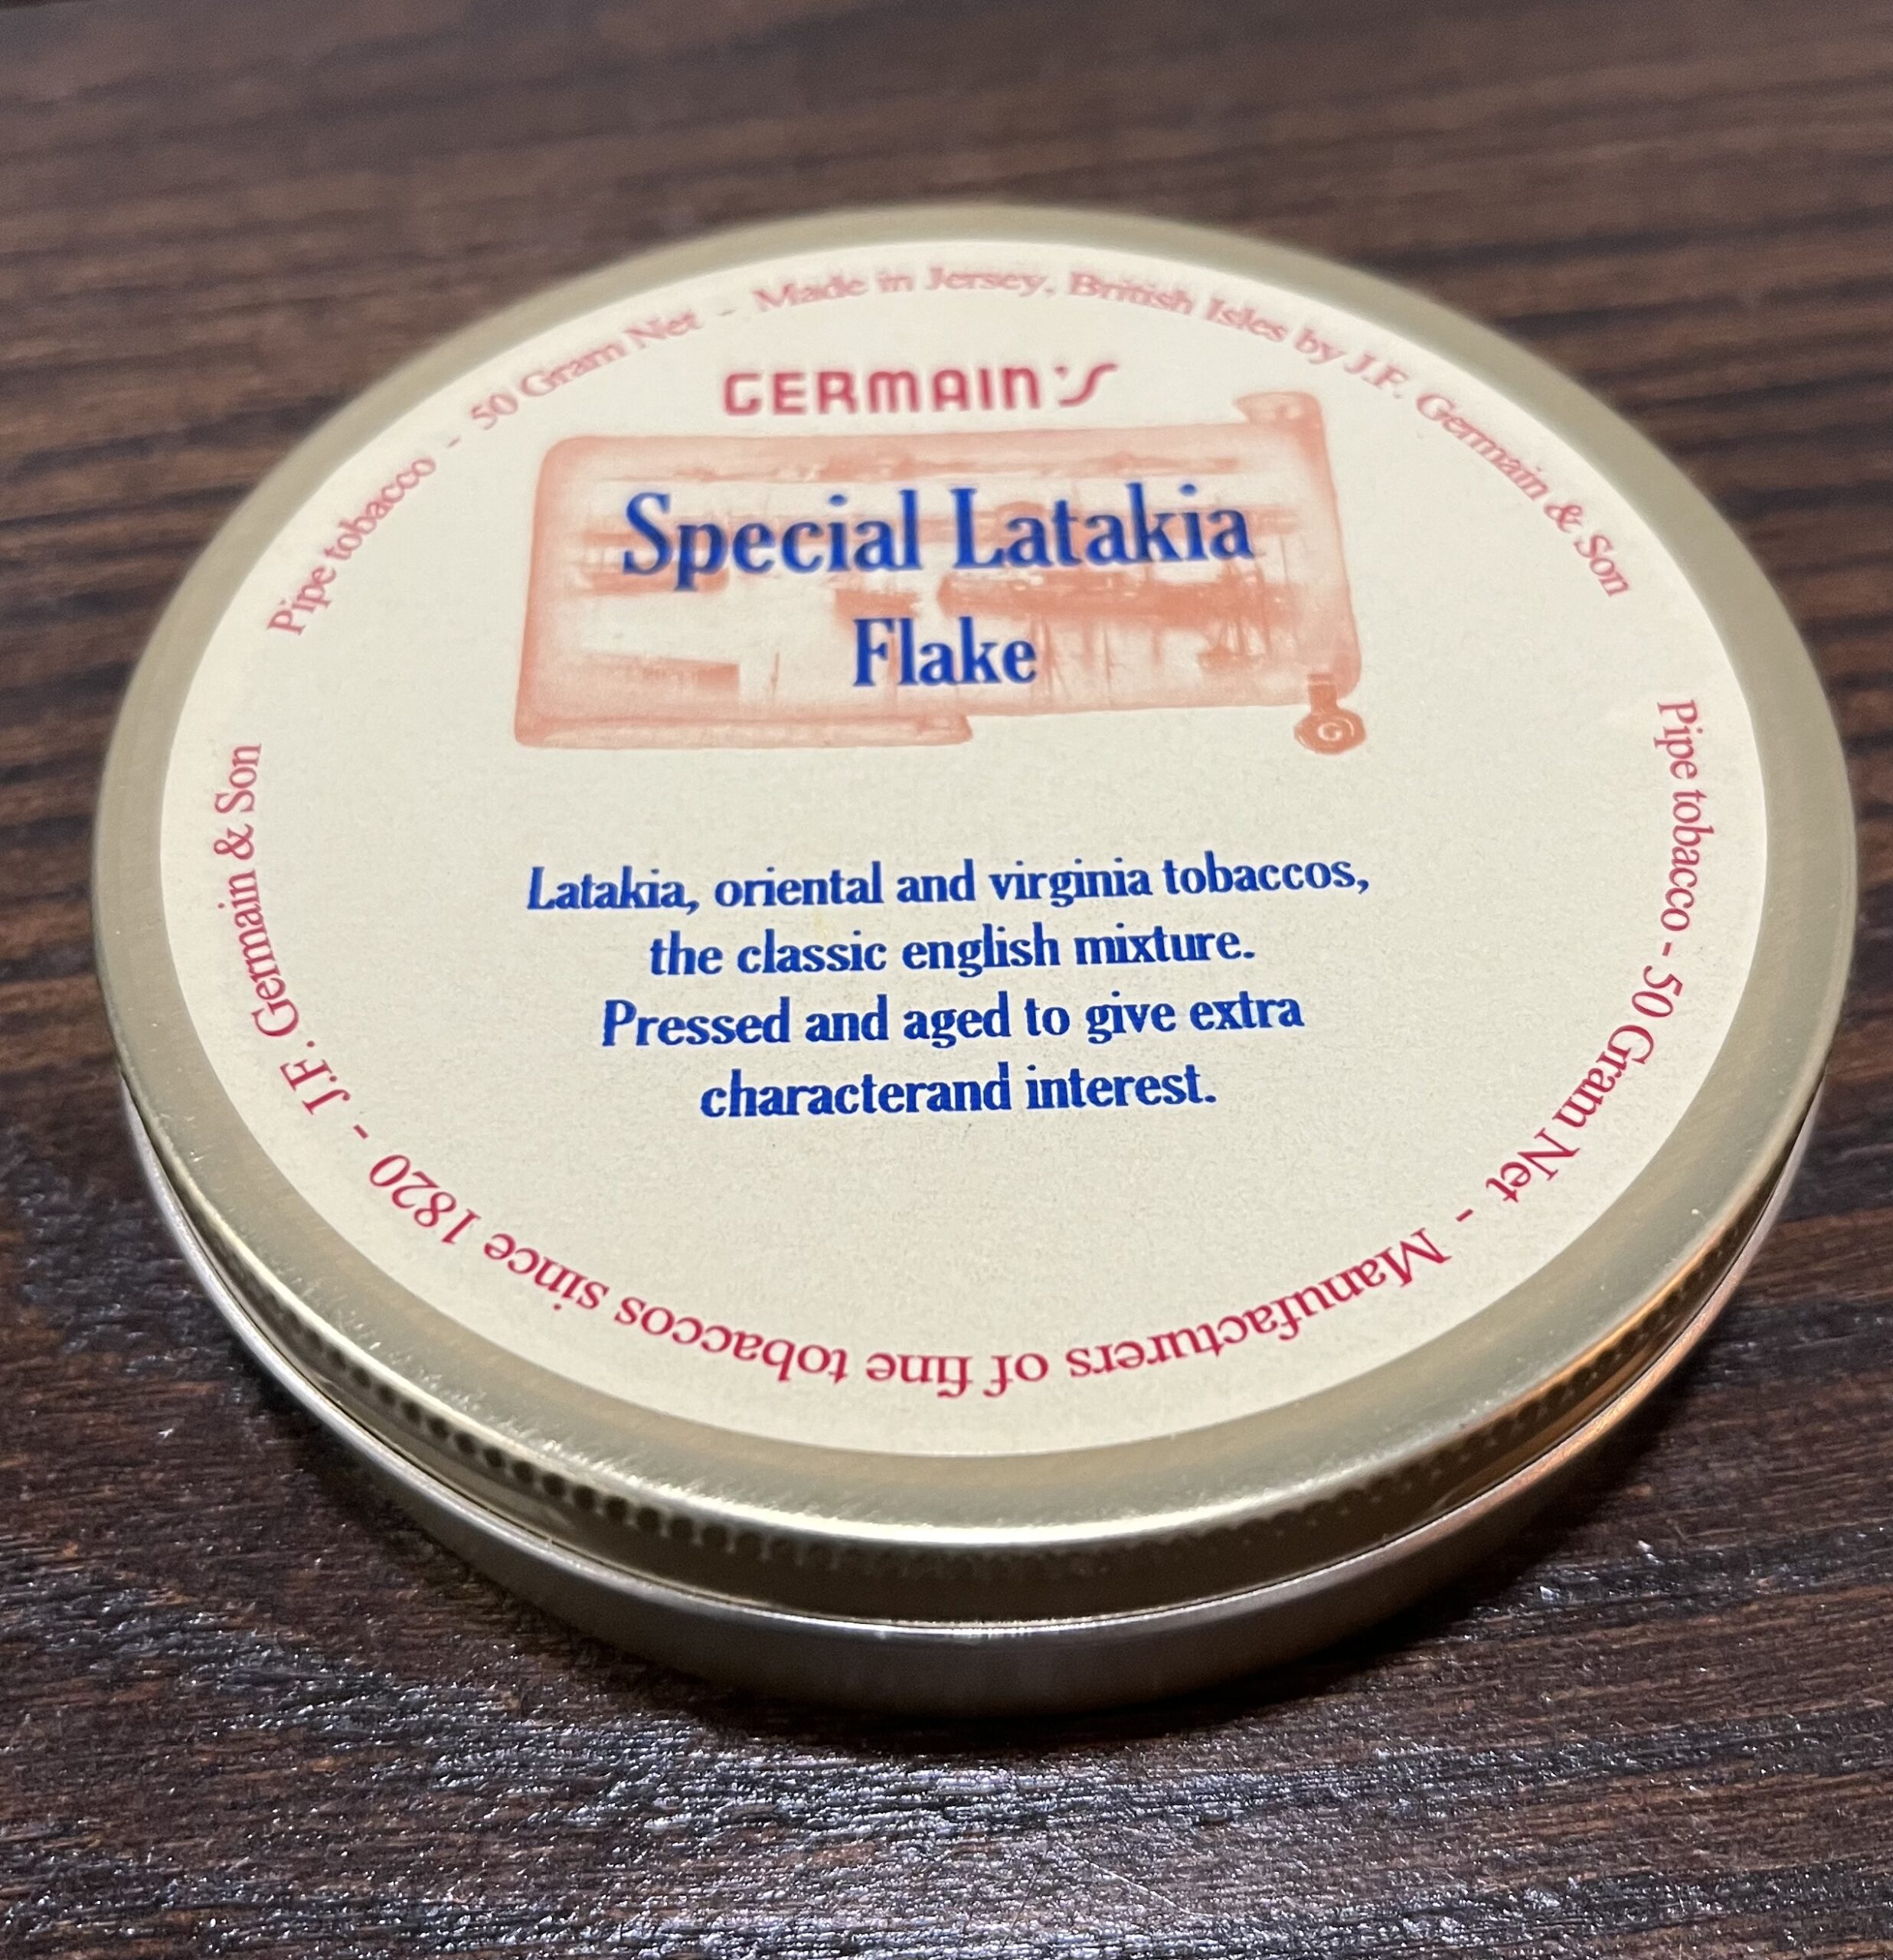 Pipe tobacco - 50 Gram Net - Made in Jersey, British Isles by J.F. Germain & Son
GERMAIN'S
Special Latakia
Flake
G
Latakia, oriental and virginia tobaccos,
the classic english mixture.
Pressed and aged to give extra
characterand interest.
Pipe tobacco - 50 Gram Net - Manufacturers of fine tobaccos since 1820 - J.F. Germain & Son